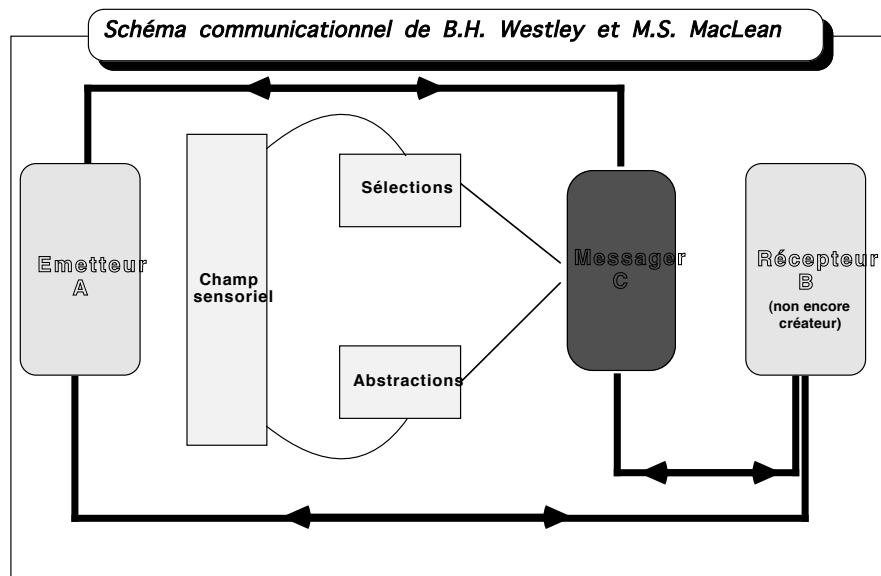 Schéma communicationnel de B.H. Westley et M.S. MacLean
Emetteur
A
Champ
sensoriel
Sélections
Abstractions
Messager
C
Récepteur
B
(non encore
créateur)